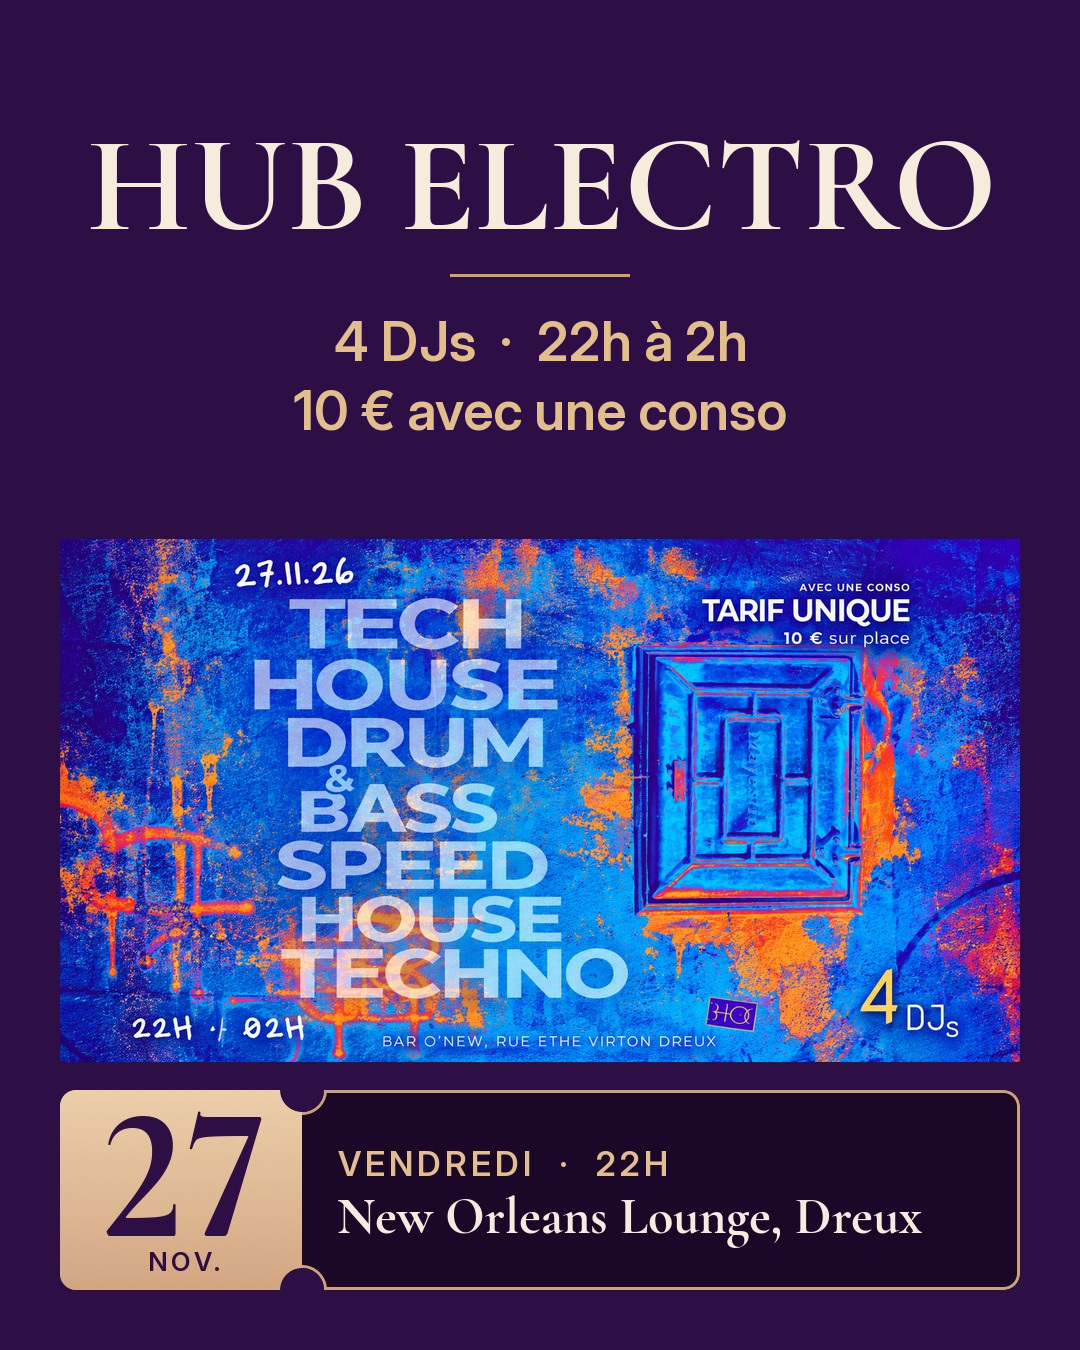 HUB ELECTRO
4 DJs · 22h à 2h
10 € avec une conso
27.11.26
TECH
HOUSE
DRUM
&
BASS
SPEED
HOUSE
TECHNO
AVEC UNE CONSO
TARIF UNIQUE
10 € sur place
22H · / 02H
BAR O'NEW, RUE ETHE VIRTON DREUX
4 DJs
27
NOV.
VENDREDI · 22H
New Orleans Lounge, Dreux